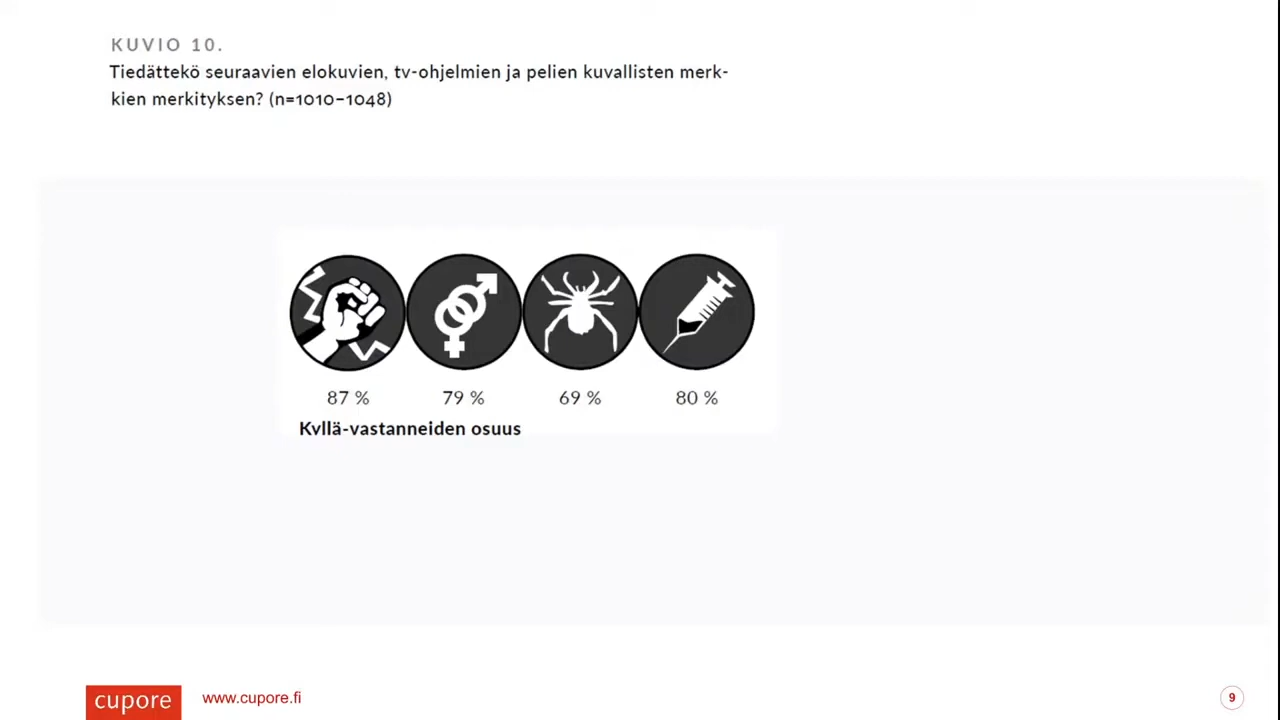 KUVIO 10.
Tiedättekö seuraavien elokuvien, tv-ohjelmien ja pelien kuvallisten merk-
kien merkityksen? (n=1010–1048)
87 % 79 % 69 % 80 %
Kyllä-vastanneiden osuus
cupore www.cupore.fi 9